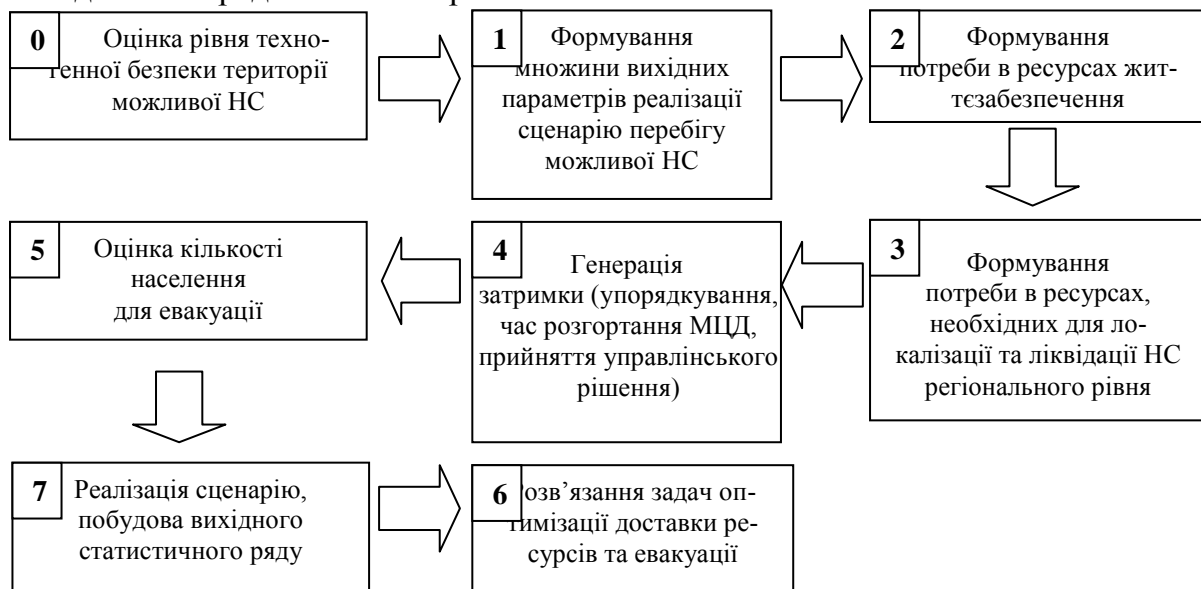 0
Оцінка рівня техно-
генної безпеки території
можливої НС
1
Формування
множини вихідних
параметрів реалізації
сценарію перебігу
можливої НС
2
Формування
потреби в ресурсах жит-
тєзабезпечення
5
Оцінка кількості
населення
для евакуації
4
Генерація
затримки (упорядкування,
час розгортання МЦД,
прийняття управлінського
рішення)
3
Формування
потреби в ресурсах,
необхідних для ло-
калізації та ліквідації НС
регіонального рівня
7
Реалізація сценарію,
побудова вихідного
статистичного ряду
6
Розв’язання задач оп-
тимізації доставки ре-
сурсів та евакуації